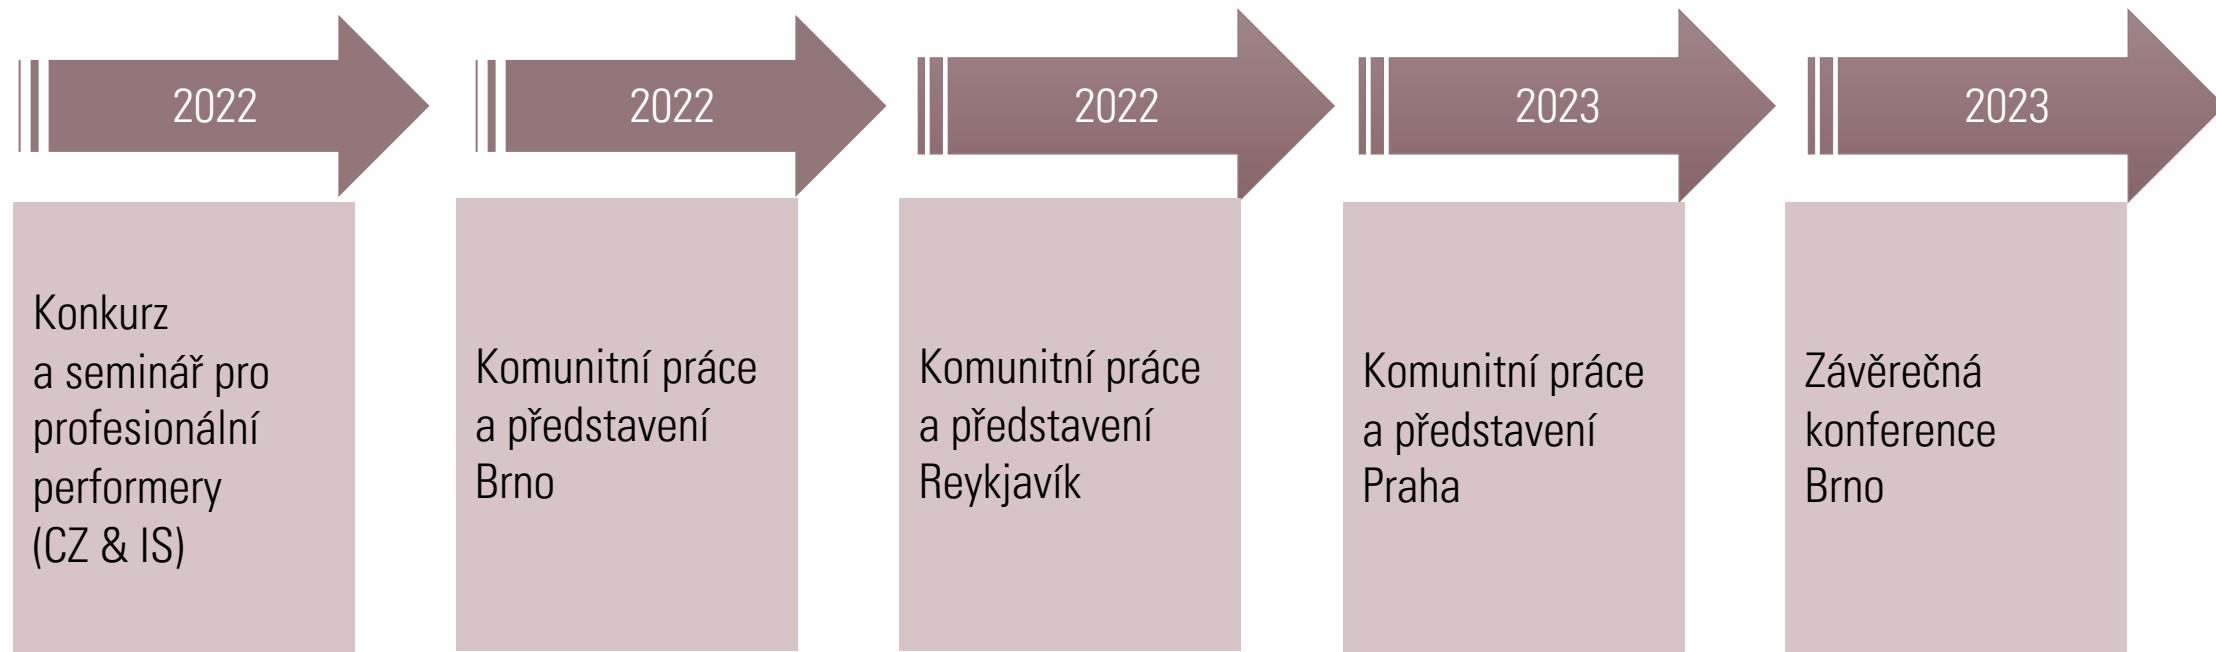 2022
Konkurz
a seminář pro
profesionální
performery
(CZ & IS)
2022
Komunitní práce
a představení
Brno
2022
Komunitní práce
a představení
Reykjavík
2023
Komunitní práce
a představení
Praha
2023
Závěrečná
konference
Brno